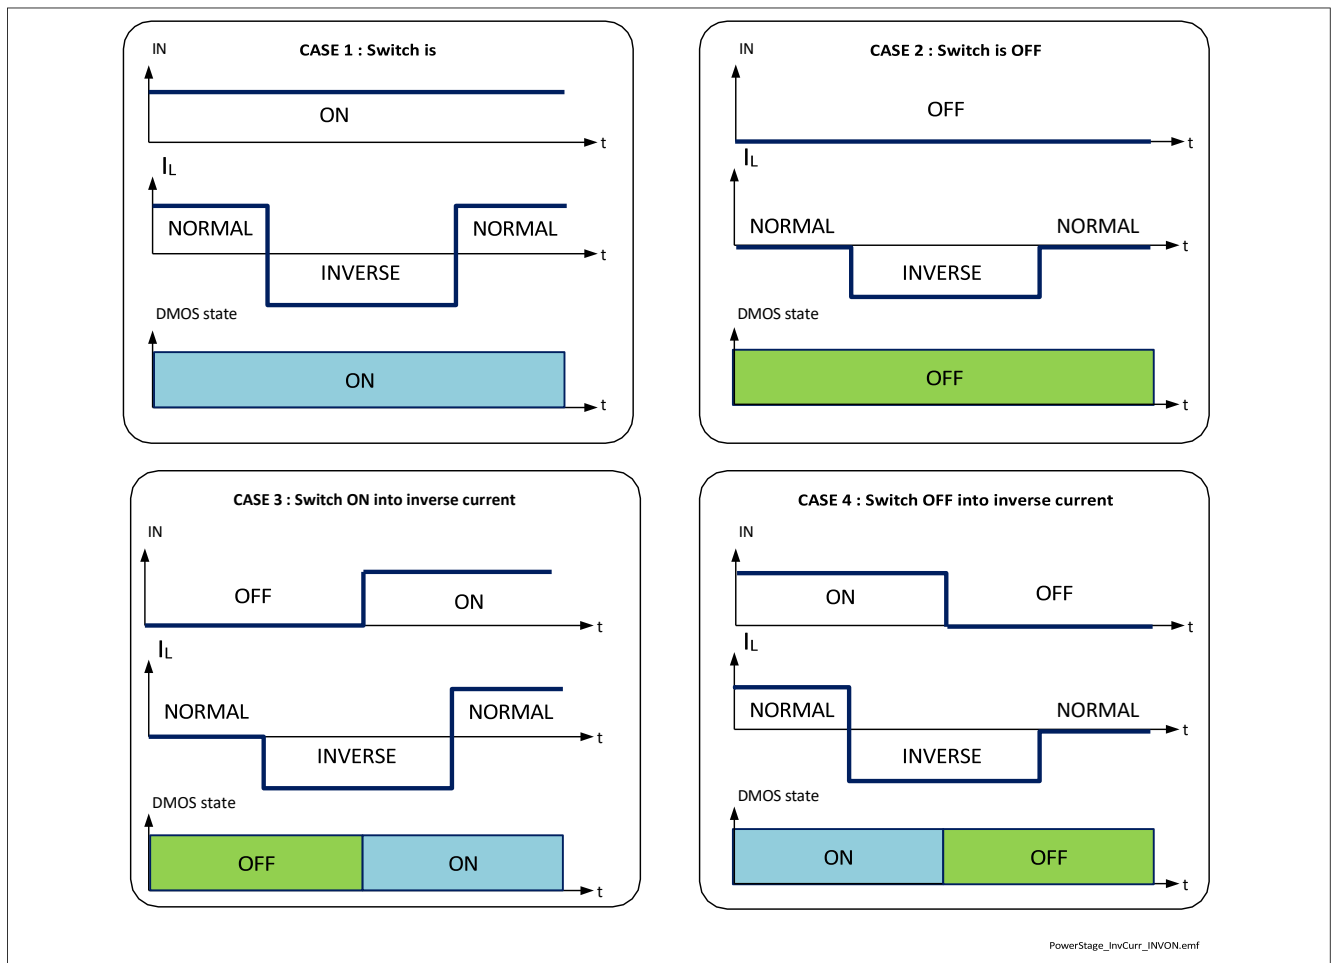 CASE 1 : Switch is
IN
ON
t
IL
NORMAL
NORMAL
INVERSE
t
DMOS state
ON
t
CASE 2 : Switch is OFF
IN
OFF
t
IL
NORMAL
NORMAL
INVERSE
t
DMOS state
OFF
t
CASE 3 : Switch ON into inverse current
IN
OFF
ON
t
IL
NORMAL
NORMAL
INVERSE
t
DMOS state
OFF
ON
t
CASE 4 : Switch OFF into inverse current
IN
ON
OFF
t
IL
NORMAL
NORMAL
INVERSE
t
DMOS state
ON
OFF
t
PowerStage_InvCurr_INVON.emf